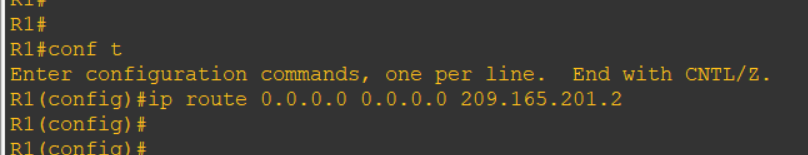 R1#
R1#
R1#conf t
Enter configuration commands, one per line.  End with CNTL/Z.
R1(config)#ip route 0.0.0.0 0.0.0.0 209.165.201.2
R1(config)#
R1(config)#